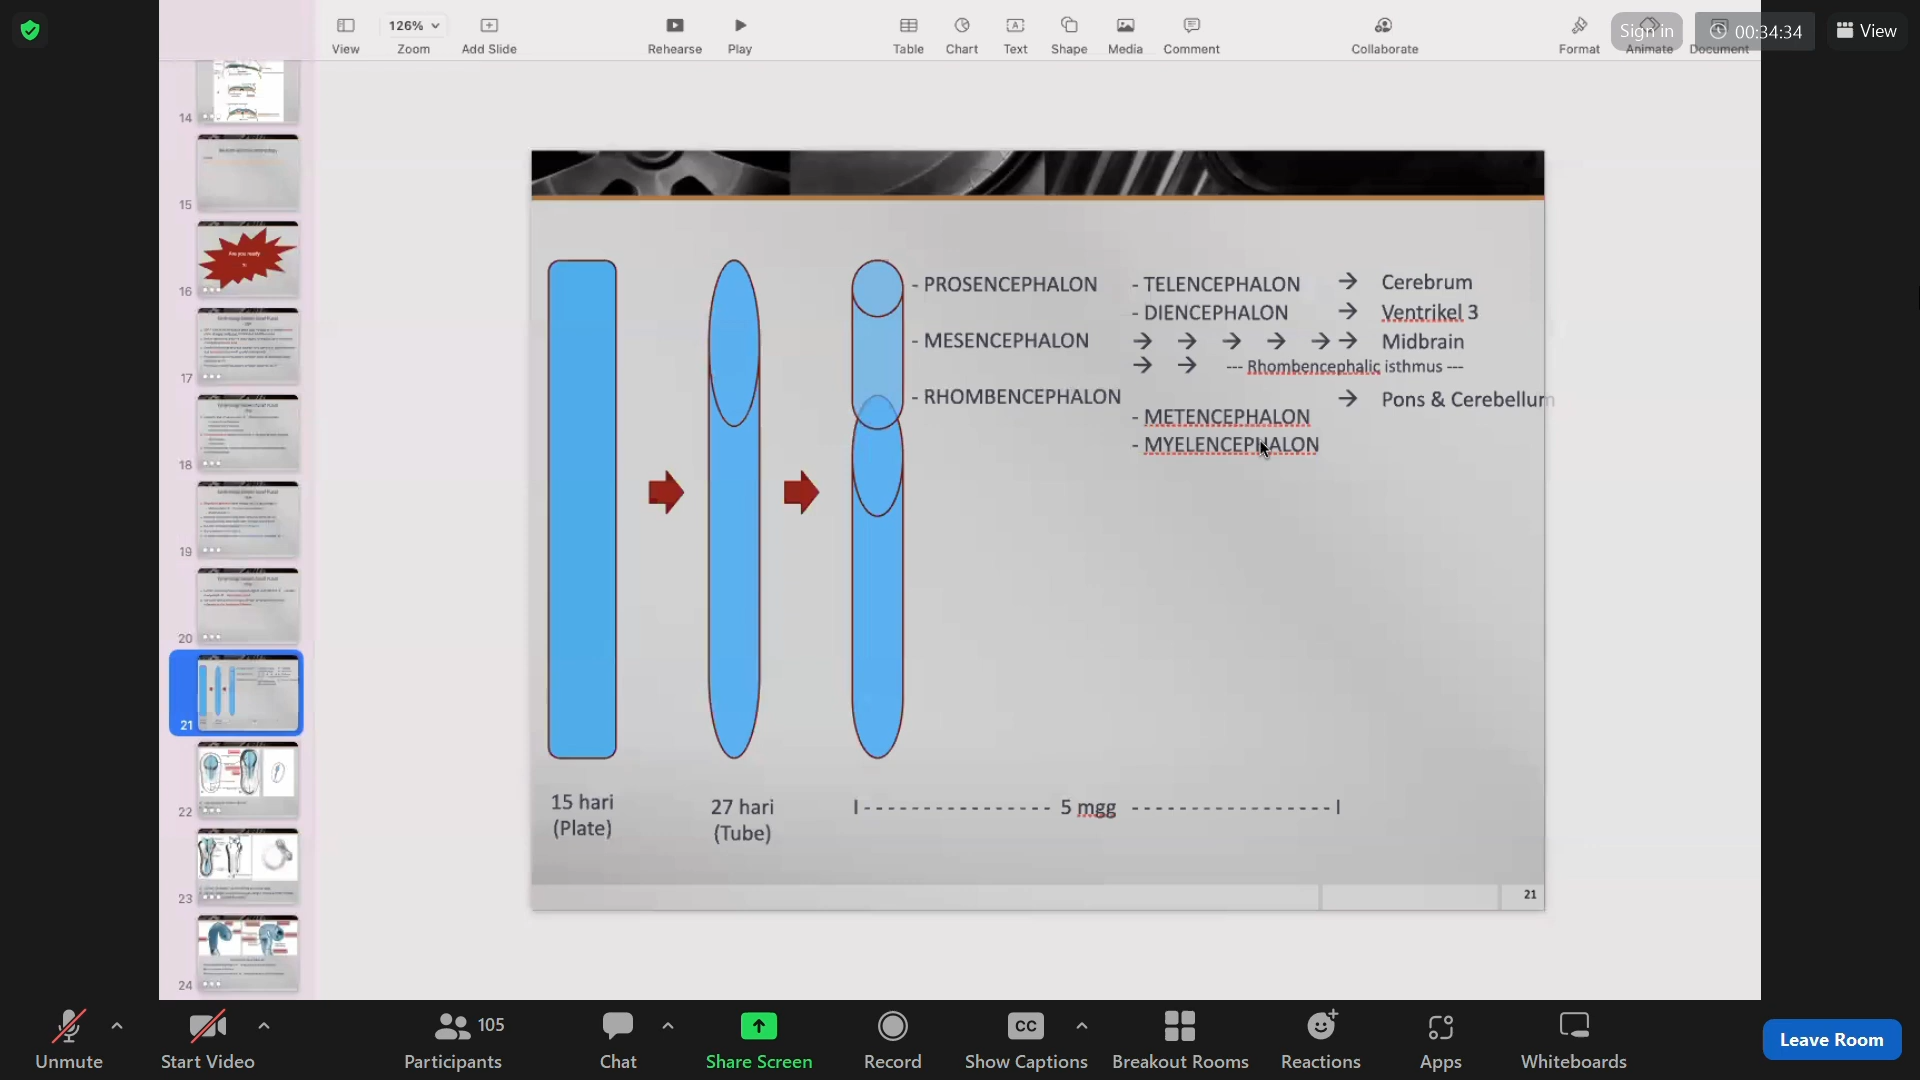 View
126%
Zoom
Add Slide
Rehearse
Play
Table
Chart
Text
Shape
Media
Comment
Collaborate
Format
Animate
Document
Sign in
00:34:34
View
14
15
16
Are you ready
17
18
19
20
21
22
23
24
- PROSENCEPHALON
- TELENCEPHALON → Cerebrum
- DIENCEPHALON → Ventrikel 3
- MESENCEPHALON → → → → → → Midbrain
→ → --- Rhombencephalic isthmus ---
- RHOMBENCEPHALON → Pons & Cerebellum
- METENCEPHALON
- MYELENCEPHALON
15 hari
(Plate)
27 hari
(Tube)
|- - - - - - - - - - - - - - - 5 mgg - - - - - - - - - - - - - - - -|
21
Unmute
Start Video
105
Participants
Chat
Share Screen
Record
CC
Show Captions
Breakout Rooms
Reactions
Apps
Whiteboards
Leave Room